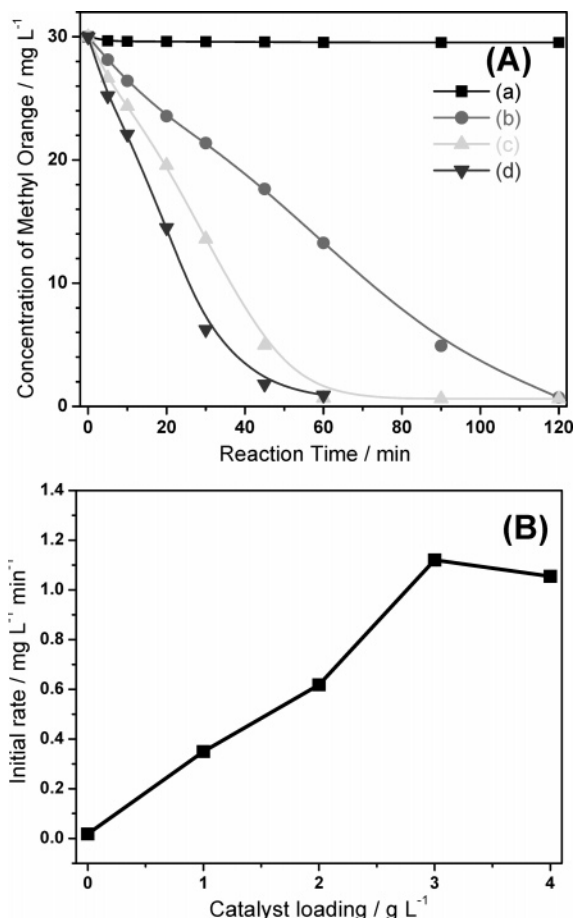 (A)
(a)
(b)
(c)
(d)
30
20
10
0
Concentration of Methyl Orange / mg L⁻¹
0 20 40 60 80 100 120
Reaction Time / min
(B)
1.4
1.2
1.0
0.8
0.6
0.4
0.2
0.0
Initial rate / mg L⁻¹ min⁻¹
0 1 2 3 4
Catalyst loading / g L⁻¹